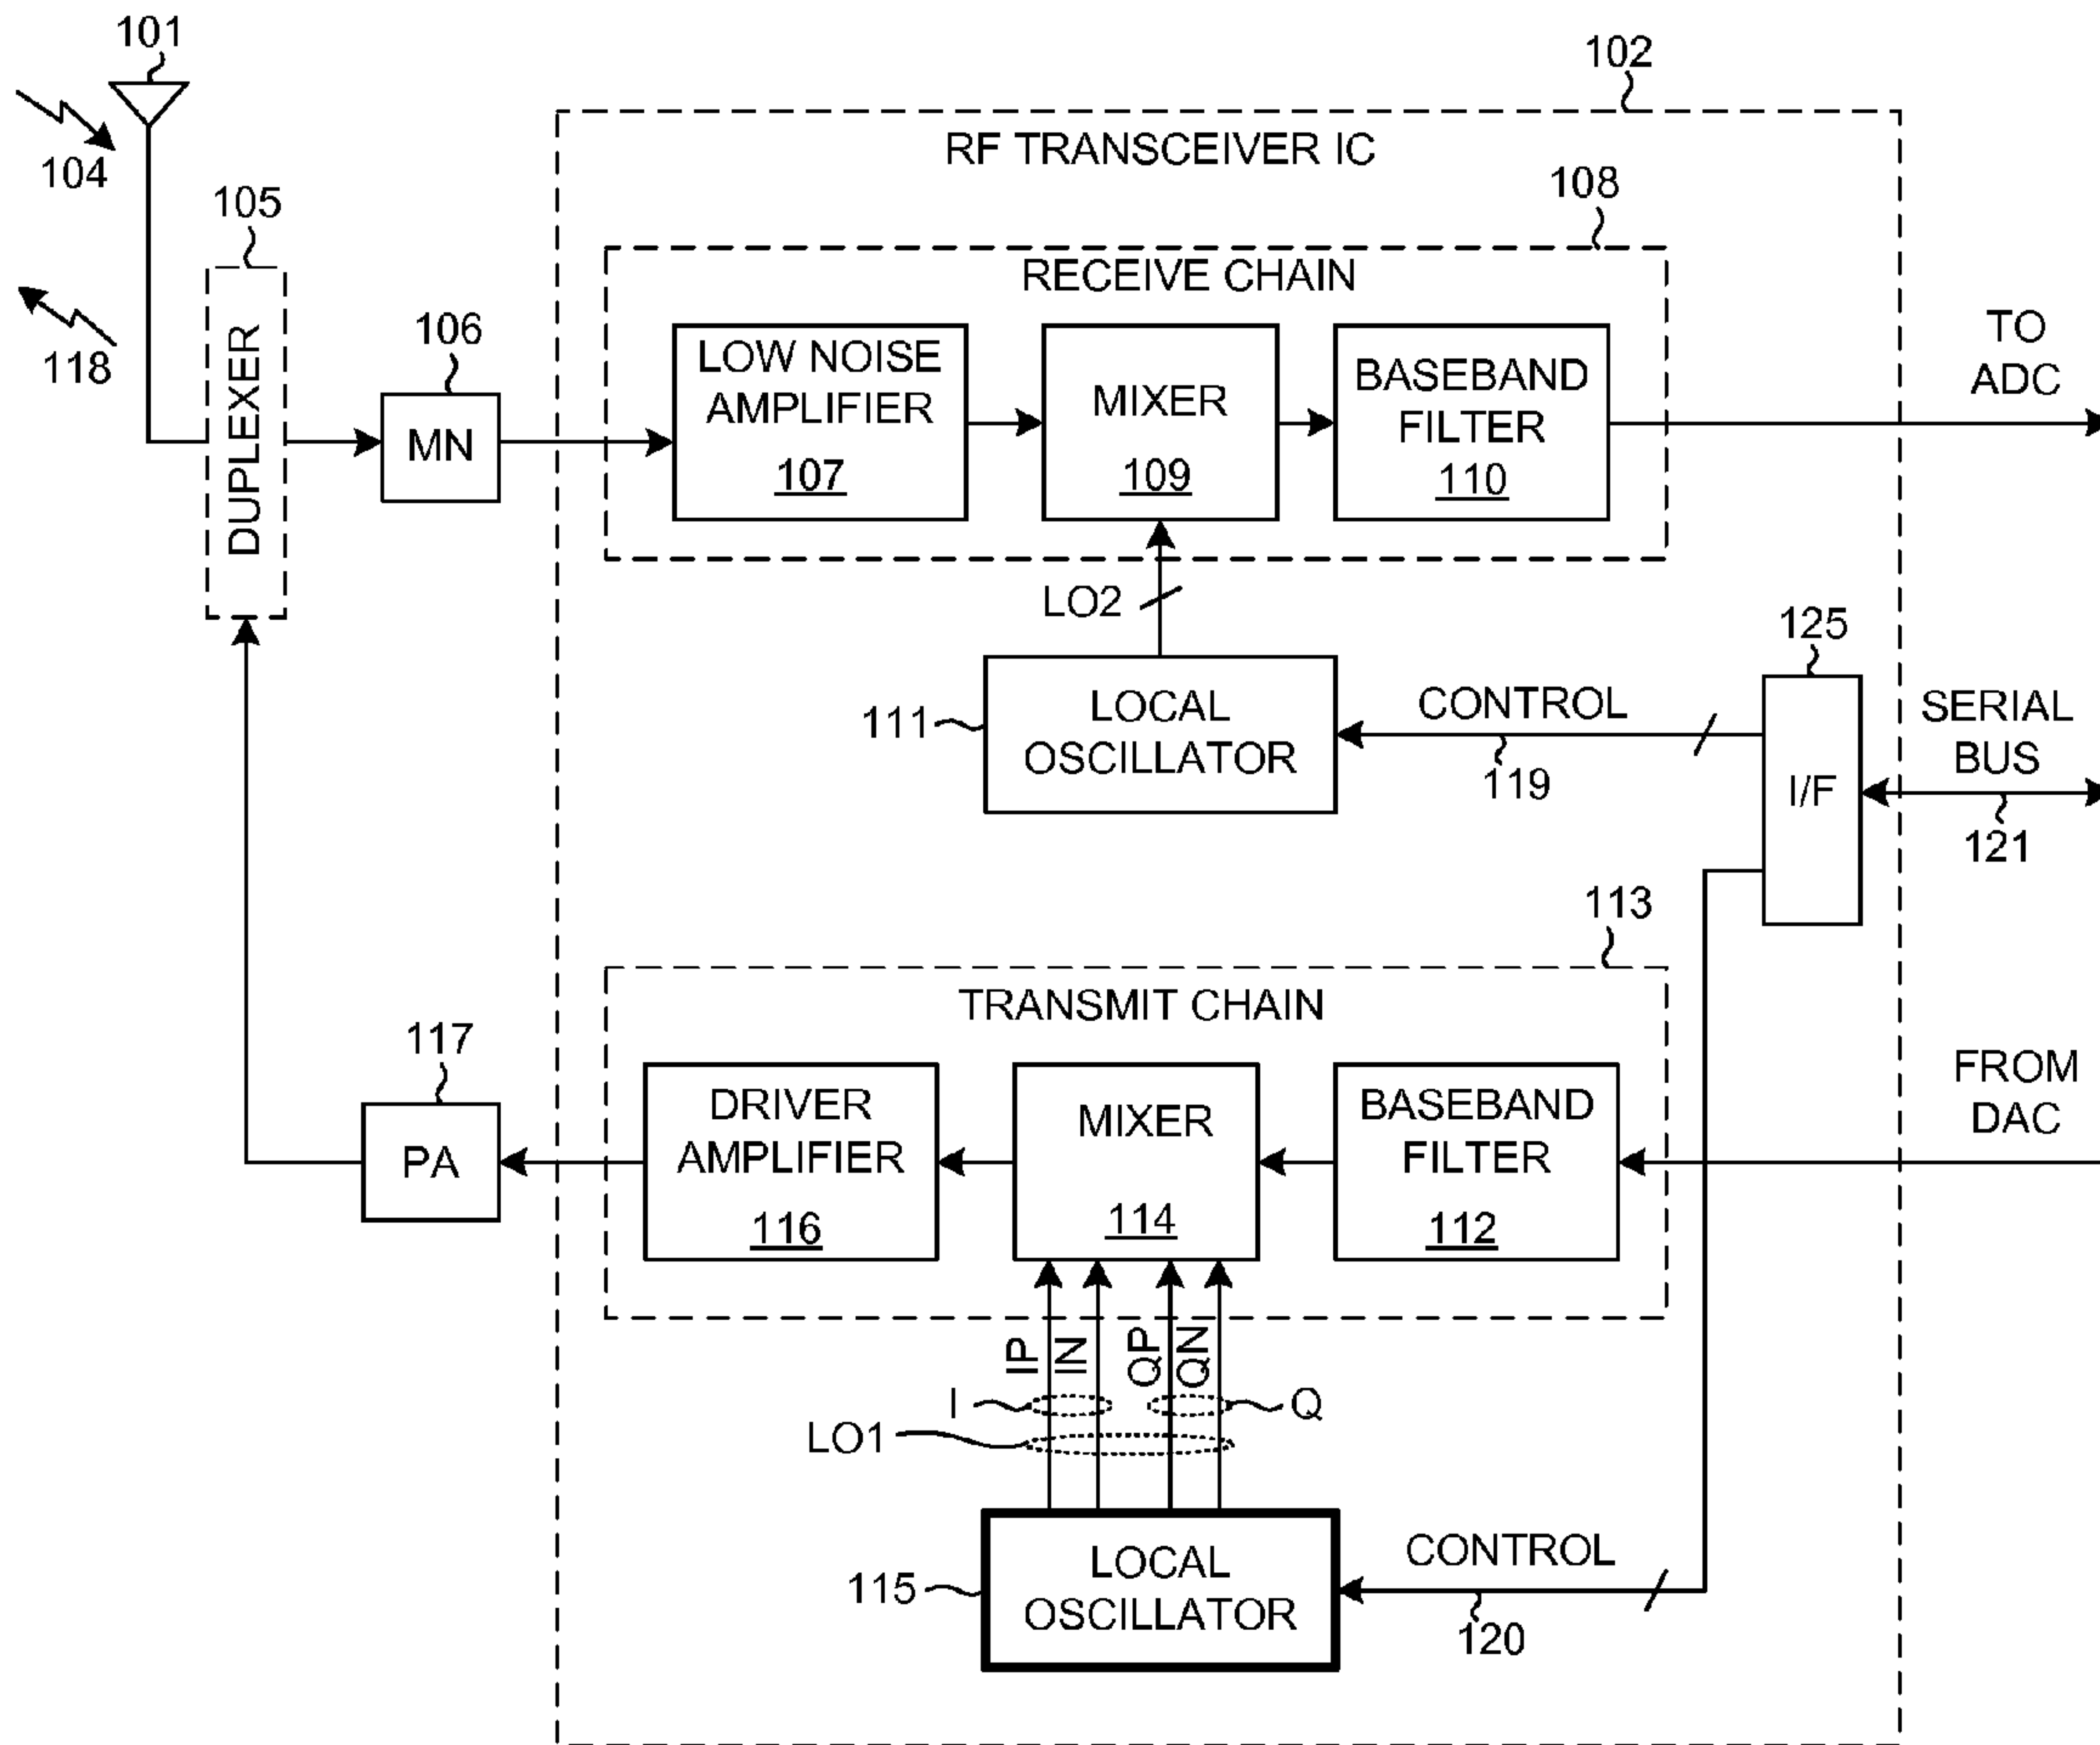 101
102
RF TRANSCEIVER IC
104
105
108
RECEIVE CHAIN
118
DUPLEXER
106
MN
LOW NOISE
AMPLIFIER
107
MIXER
109
BASEBAND
FILTER
110
TO
ADC
LO2
125
111
LOCAL
OSCILLATOR
CONTROL
119
I/F
SERIAL
BUS
121
113
TRANSMIT CHAIN
117
PA
DRIVER
AMPLIFIER
116
MIXER
114
BASEBAND
FILTER
112
FROM
DAC
IP
IN
QP
QN
I
Q
LO1
115
LOCAL
OSCILLATOR
CONTROL
120